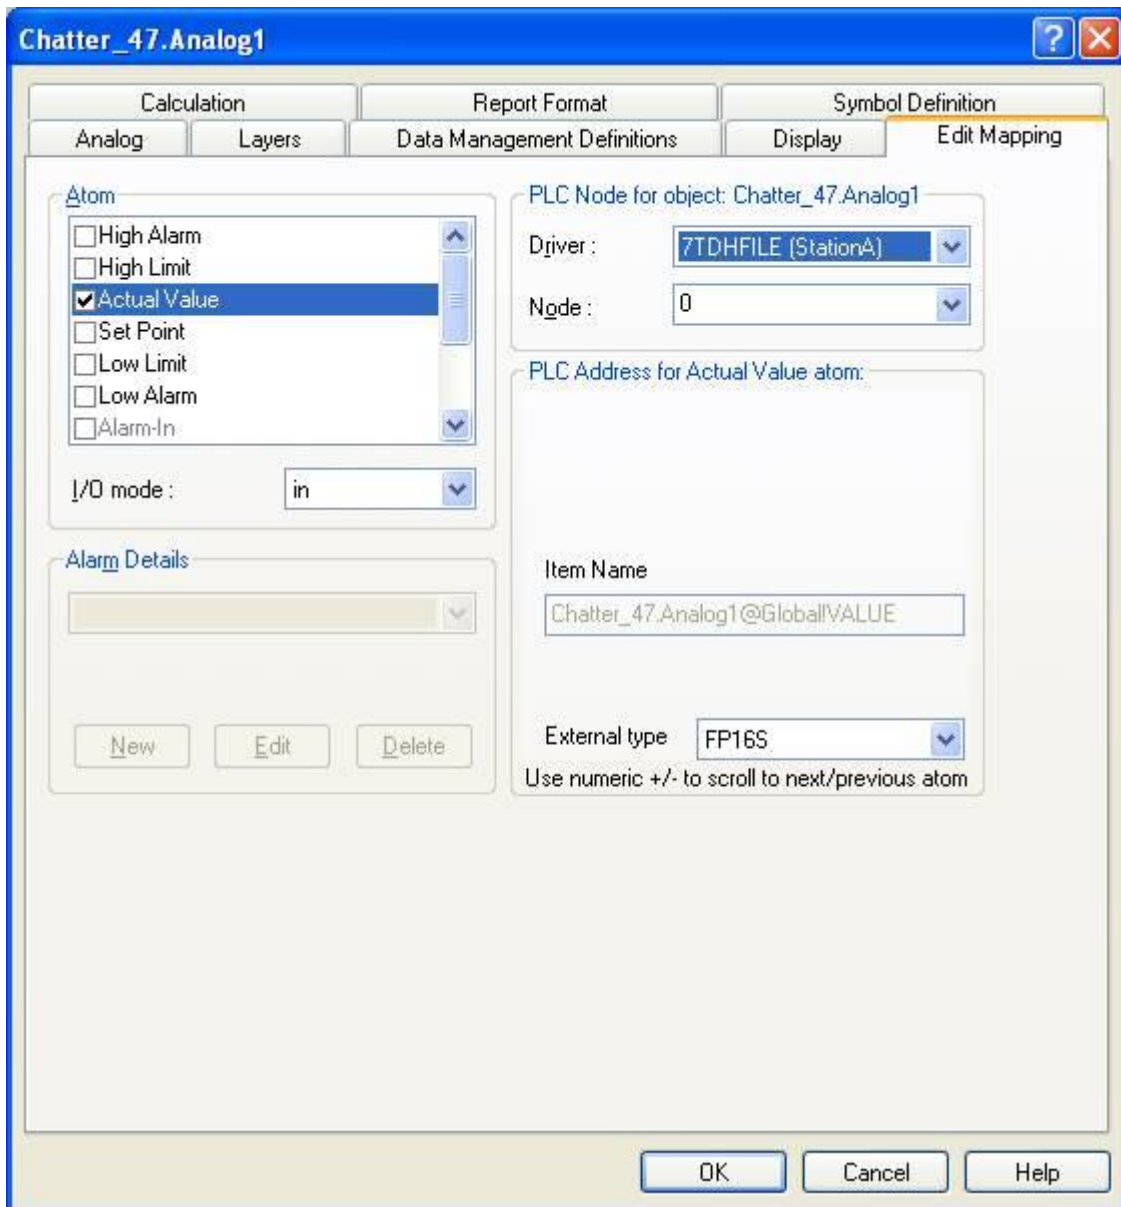 Chatter_47.Analog1
Calculation
Report Format
Symbol Definition
Analog
Layers
Data Management Definitions
Display
Edit Mapping
Atom
High Alarm
High Limit
Actual Value
Set Point
Low Limit
Low Alarm
Alarm-In
I/O mode :
in
Alarm Details
New
Edit
Delete
PLC Node for object: Chatter_47.Analog1
Driver :
7TDHFILE (StationA)
Node :
0
PLC Address for Actual Value atom:
Item Name
Chatter_47.Analog1@Global!VALUE
External type
FP16S
Use numeric +/- to scroll to next/previous atom
OK
Cancel
Help